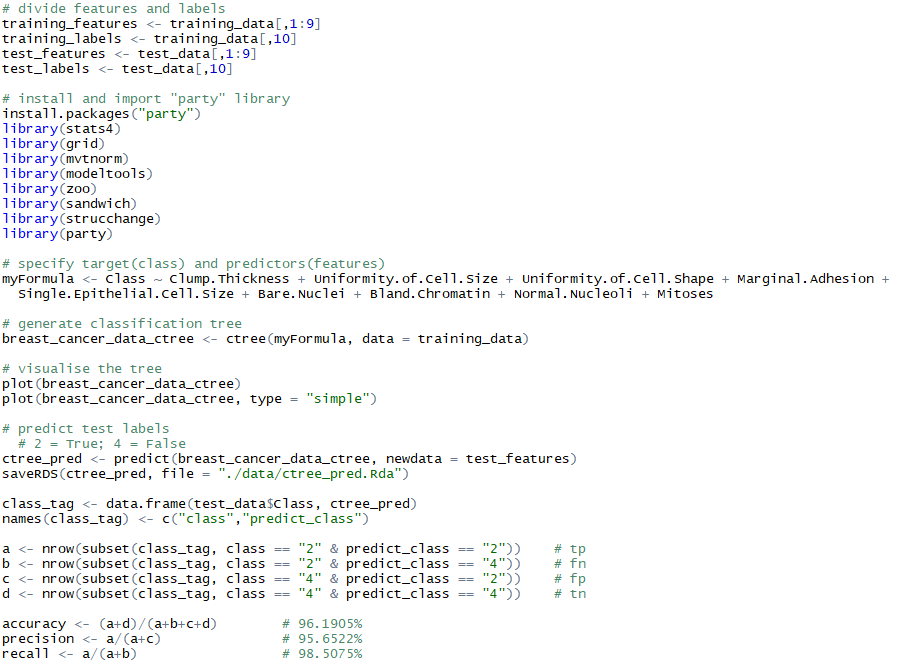 # divide features and labels
training_features <- training_data[,1:9]
training_labels <- training_data[,10]
test_features <- test_data[,1:9]
test_labels <- test_data[,10]

# install and import "party" library
install.packages("party")
library(stats4)
library(grid)
library(mvtnorm)
library(modeltools)
library(zoo)
library(sandwich)
library(strucchange)
library(party)

# specify target(class) and predictors(features)
myFormula <- Class ~ Clump.Thickness + Uniformity.of.Cell.Size + Uniformity.of.Cell.Shape + Marginal.Adhesion +
  Single.Epithelial.Cell.Size + Bare.Nuclei + Bland.Chromatin + Normal.Nucleoli + Mitoses

# generate classification tree
breast_cancer_data_ctree <- ctree(myFormula, data = training_data)

# visualise the tree
plot(breast_cancer_data_ctree)
plot(breast_cancer_data_ctree, type = "simple")

# predict test labels
  # 2 = True; 4 = False
ctree_pred <- predict(breast_cancer_data_ctree, newdata = test_features)
saveRDS(ctree_pred, file = "./data/ctree_pred.Rda")

class_tag <- data.frame(test_data$Class, ctree_pred)
names(class_tag) <- c("class","predict_class")

a <- nrow(subset(class_tag, class == "2" & predict_class == "2"))    # tp
b <- nrow(subset(class_tag, class == "2" & predict_class == "4"))    # fn
c <- nrow(subset(class_tag, class == "4" & predict_class == "2"))    # fp
d <- nrow(subset(class_tag, class == "4" & predict_class == "4"))    # tn

accuracy <- (a+d)/(a+b+c+d)        # 96.1905%
precision <- a/(a+c)               # 95.6522%
recall <- a/(a+b)                  # 98.5075%